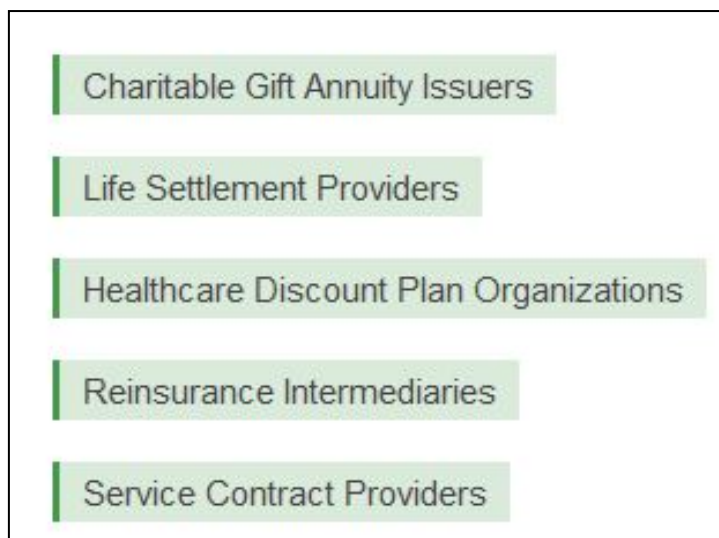 Charitable Gift Annuity Issuers
Life Settlement Providers
Healthcare Discount Plan Organizations
Reinsurance Intermediaries
Service Contract Providers